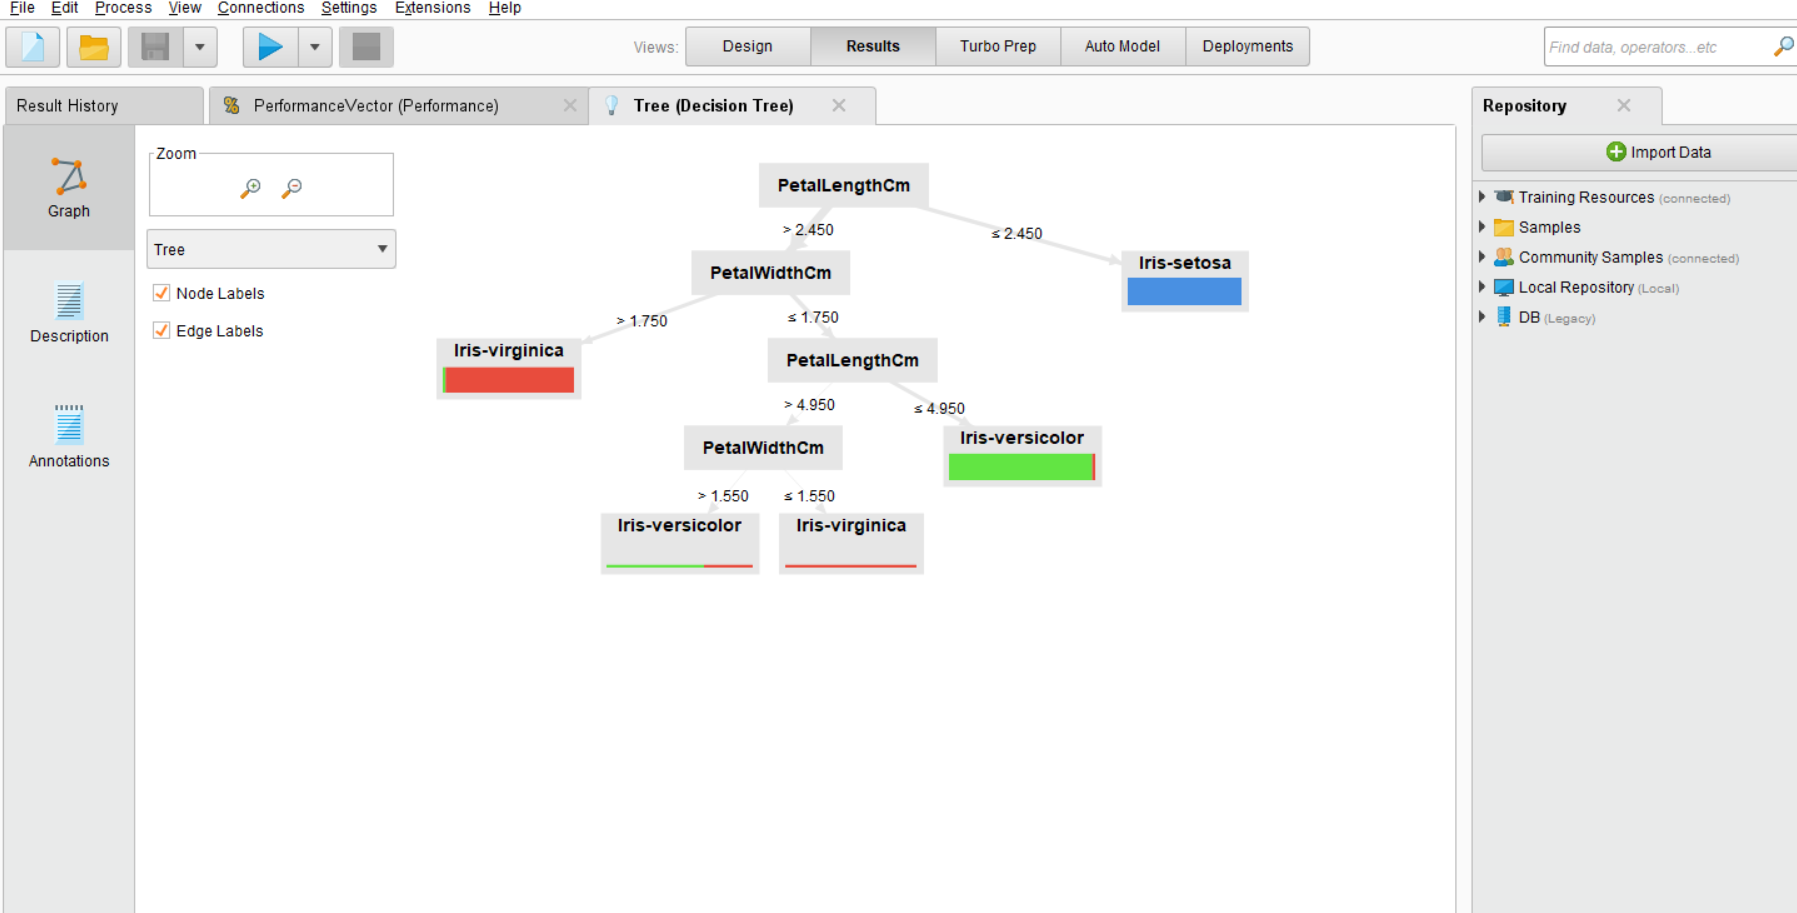 File Edit Process View Connections Settings Extensions Help
Views: Design Results Turbo Prep Auto Model Deployments Find data, operators...etc
Result History PerformanceVector (Performance) Tree (Decision Tree) Repository
Zoom
Graph
Tree
Node Labels
Edge Labels
Description
Annotations
PetalLengthCm
> 2.450 ≤ 2.450
PetalWidthCm Iris-setosa
> 1.750 ≤ 1.750
Iris-virginica PetalLengthCm
> 4.950 ≤ 4.950
PetalWidthCm Iris-versicolor
> 1.550 ≤ 1.550
Iris-versicolor Iris-virginica
Import Data
Training Resources (connected)
Samples
Community Samples (connected)
Local Repository (Local)
DB (Legacy)